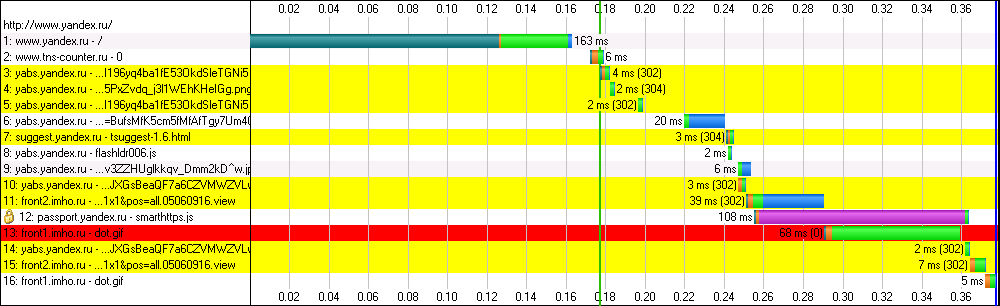 0.02 0.04 0.06 0.08 0.10 0.12 0.14 0.16 0.18 0.20 0.22 0.24 0.26 0.28 0.30 0.32 0.34 0.36
http://www.yandex.ru/
1: www.yandex.ru - / 163 ms
2: www.tns-counter.ru - 0 6 ms
3: yabs.yandex.ru - ...I196yq4ba1fE53OkdSIeTGNi5 4 ms (302)
4: yabs.yandex.ru - ...5PxZvdq_j3I1WEhKHeIGg.png 2 ms (304)
5: yabs.yandex.ru - ...I196yq4ba1fE53OkdSIeTGNi5 2 ms (302)
6: yabs.yandex.ru - ...=BufsMfK5cm5fMfAfTgy7Um40 20 ms
7: suggest.yandex.ru - tsuggest-1.6.html 3 ms (304)
8: yabs.yandex.ru - flashldr006.js 2 ms
9: yabs.yandex.ru - ...v3ZZHUglkkqv_Dmm2kD^w.jp 6 ms
10: yabs.yandex.ru - ...JXGsBeaQF7a6CZVMWZVL 3 ms (302)
11: front2.imho.ru - ...1x1&pos=all.05060916.view 39 ms (302)
12: passport.yandex.ru - smarthttps.js 108 ms
13: front1.imho.ru - dot.gif 68 ms (0)
14: yabs.yandex.ru - ...JXGsBeaQF7a6CZVMWZVL 2 ms (302)
15: front2.imho.ru - ...1x1&pos=all.05060916.view 7 ms (302)
16: front1.imho.ru - dot.gif 5 ms
0.02 0.04 0.06 0.08 0.10 0.12 0.14 0.16 0.18 0.20 0.22 0.24 0.26 0.28 0.30 0.32 0.34 0.36